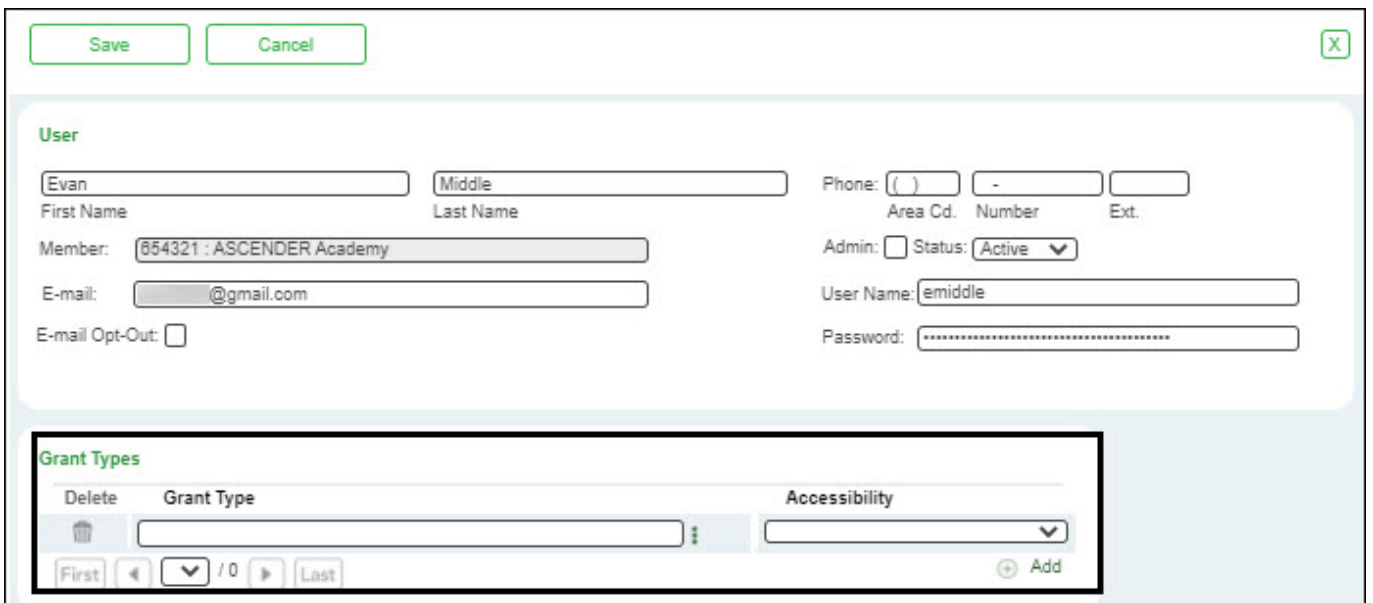 Save Cancel X
User
Evan Middle Phone: ( ) -
First Name Last Name Area Cd. Number Ext.
Member: 654321 : ASCENDER Academy Admin: Status: Active
E-mail: @gmail.com User Name: emiddle
E-mail Opt-Out: Password:
Grant Types
Delete Grant Type Accessibility
First / 0 Last Add